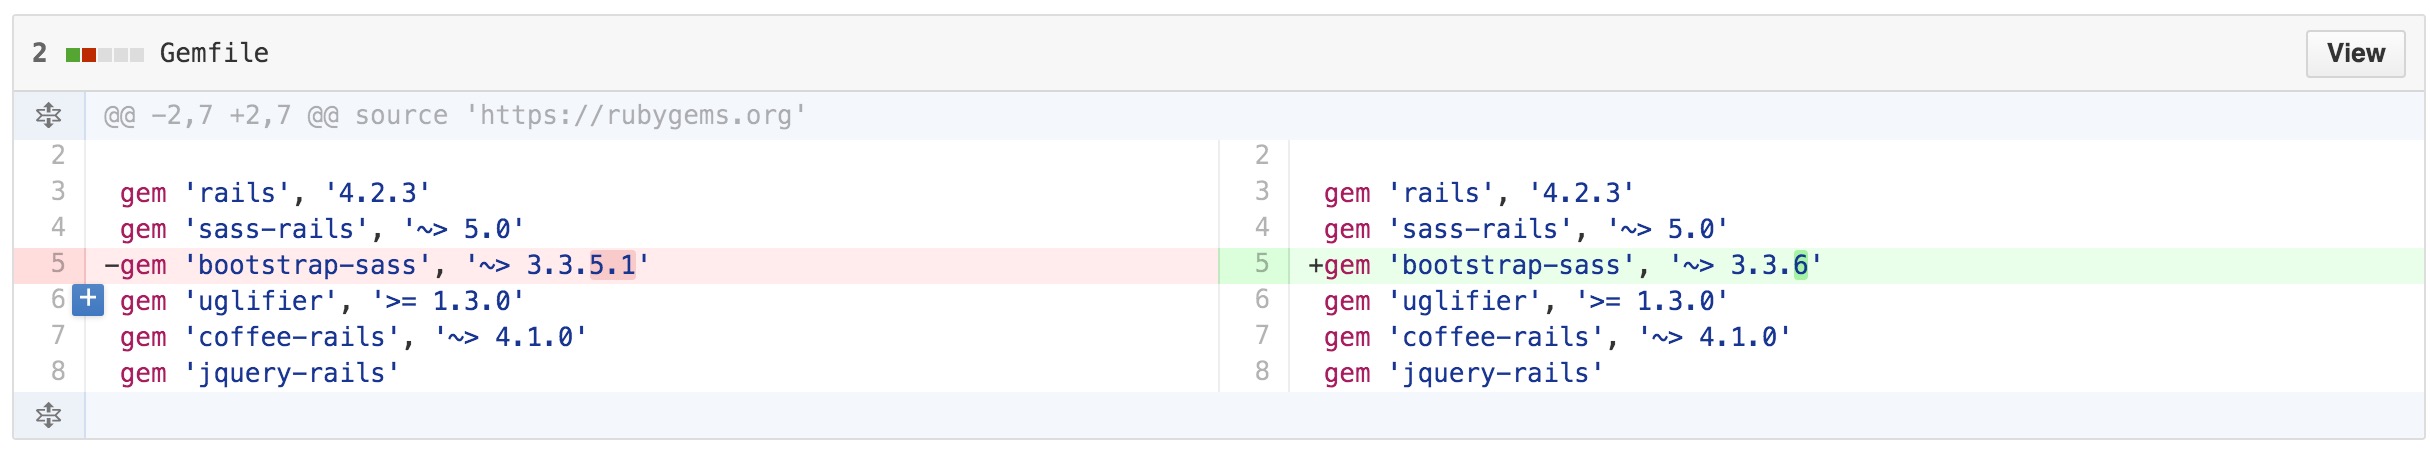 2 Gemfile View
@@ -2,7 +2,7 @@ source 'https://rubygems.org'
2
3 gem 'rails', '4.2.3'
4 gem 'sass-rails', '~> 5.0'
5 -gem 'bootstrap-sass', '~> 3.3.5.1'
6 + gem 'uglifier', '>= 1.3.0'
7 gem 'coffee-rails', '~> 4.1.0'
8 gem 'jquery-rails'
2
3 gem 'rails', '4.2.3'
4 gem 'sass-rails', '~> 5.0'
5 +gem 'bootstrap-sass', '~> 3.3.6'
6 gem 'uglifier', '>= 1.3.0'
7 gem 'coffee-rails', '~> 4.1.0'
8 gem 'jquery-rails'